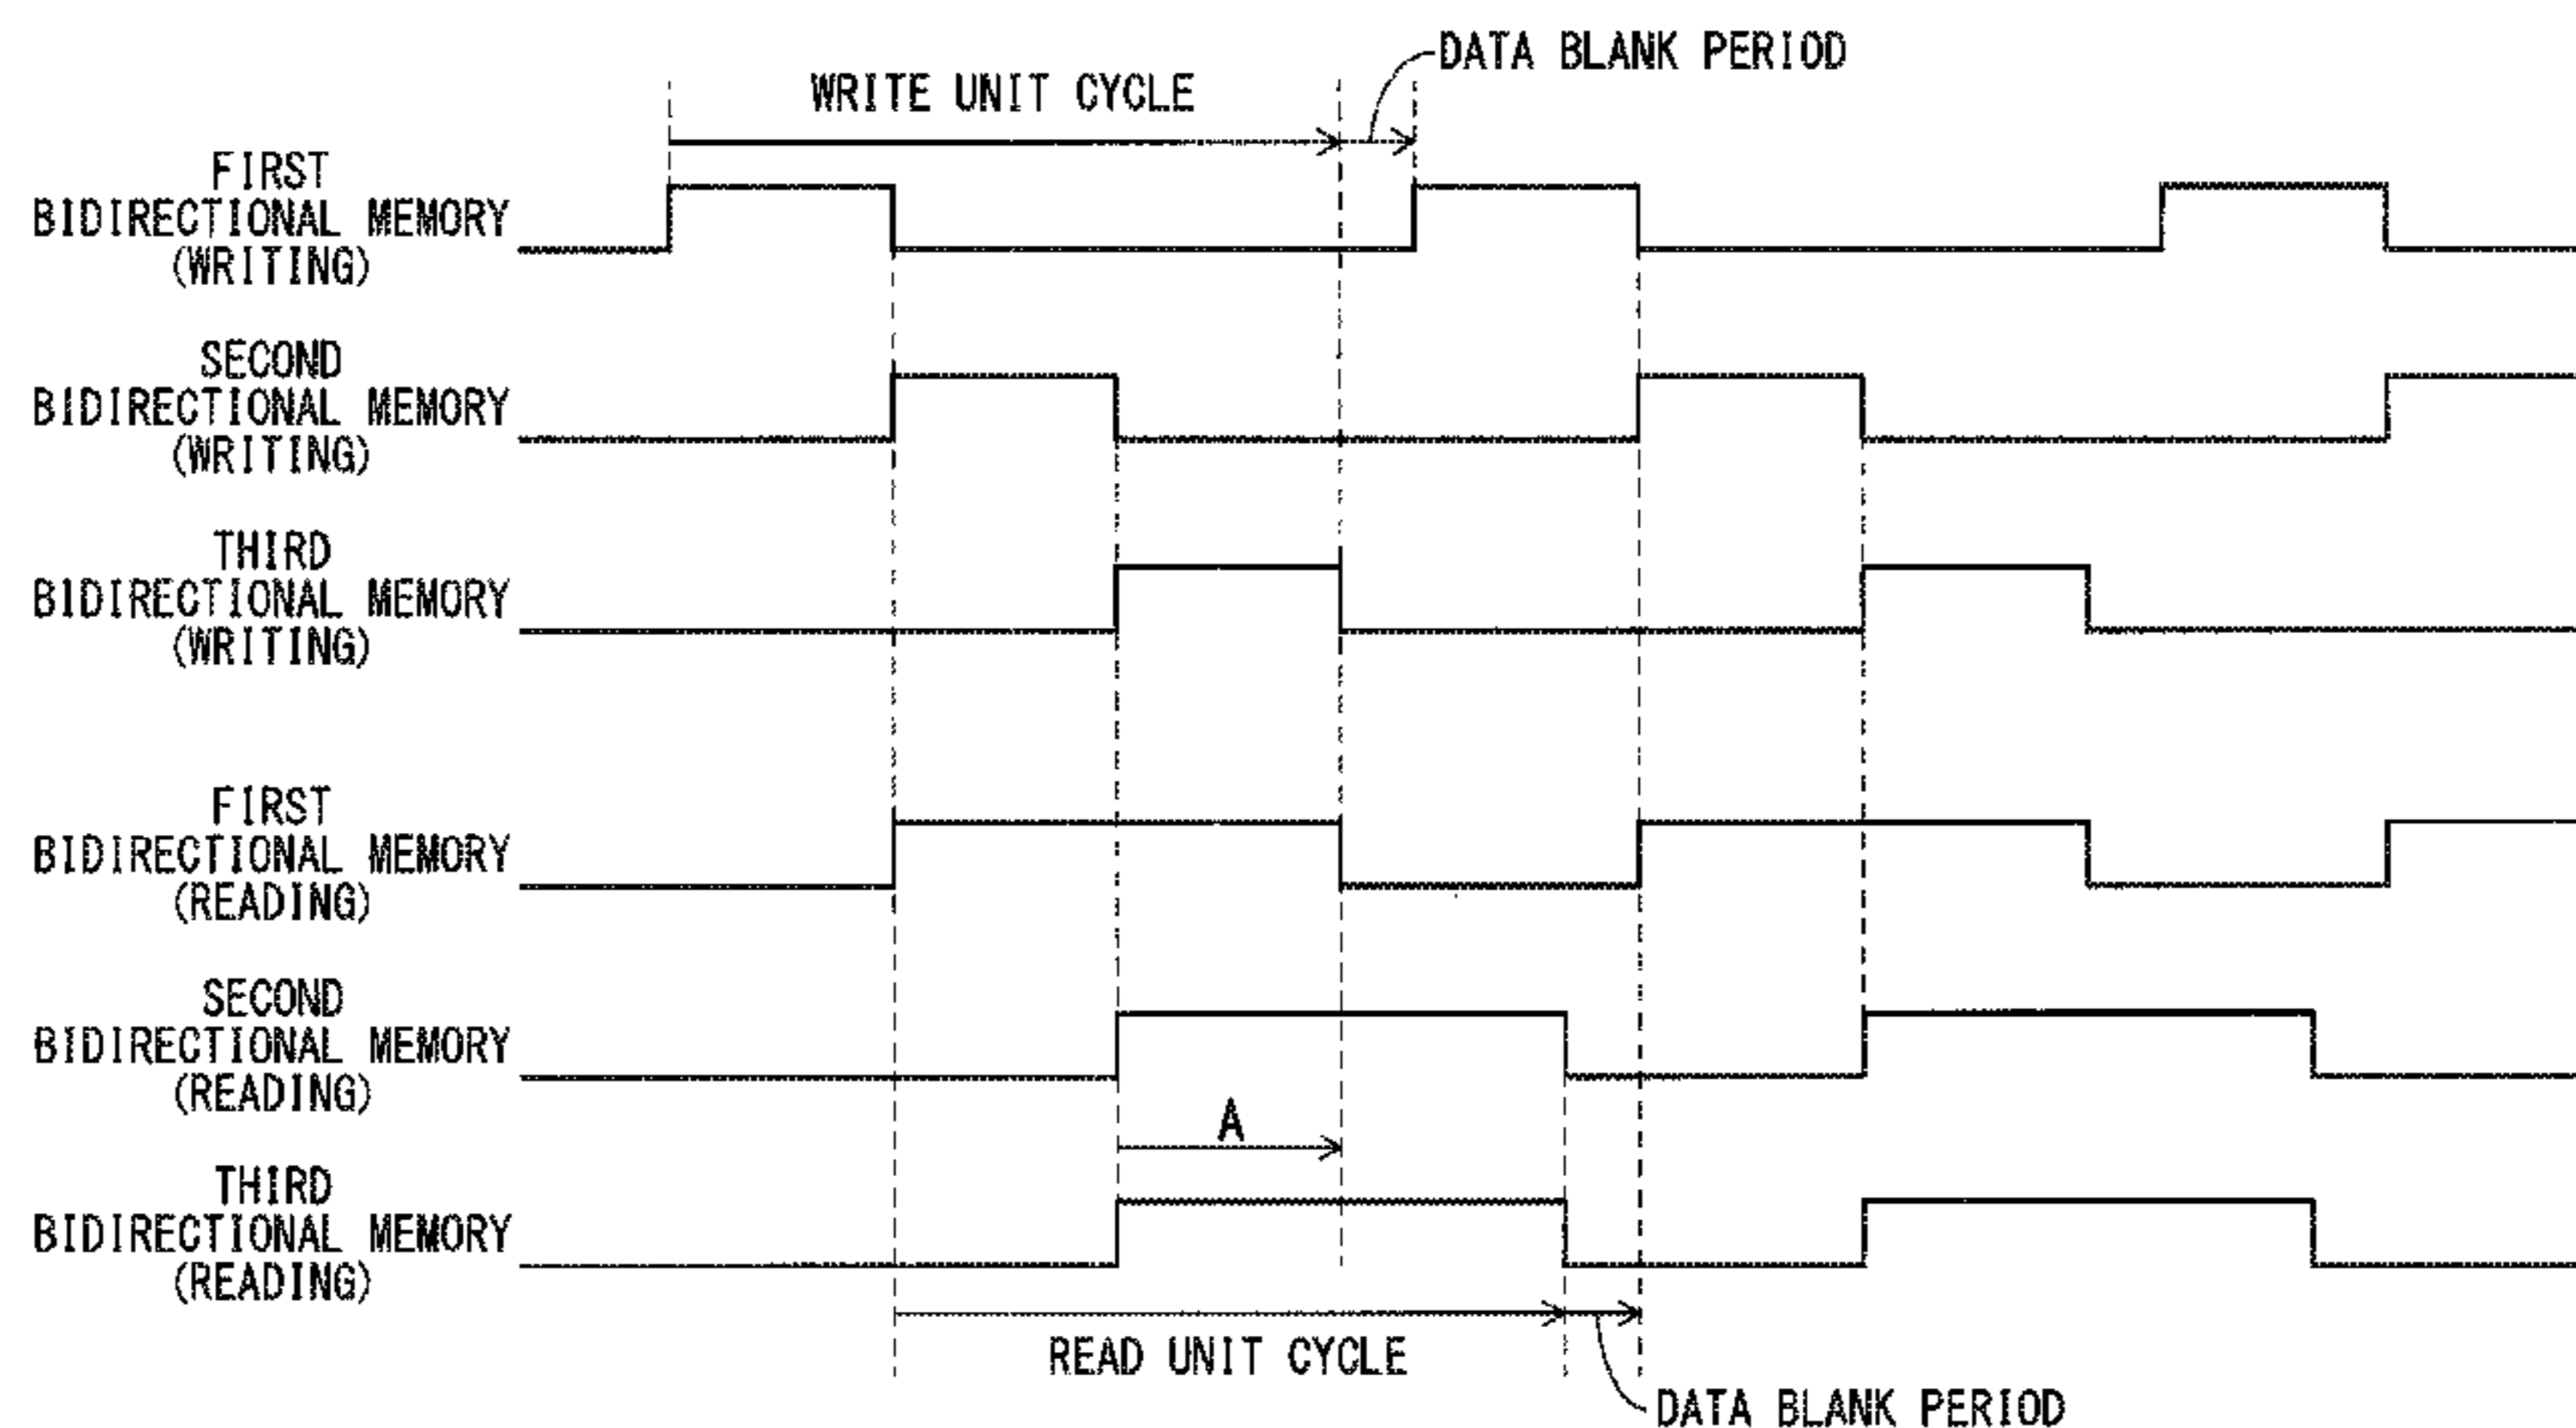 DATA BLANK PERIOD
WRITE UNIT CYCLE
FIRST
BIDIRECTIONAL MEMORY
(WRITING)
SECOND
BIDIRECTIONAL MEMORY
(WRITING)
THIRD
BIDIRECTIONAL MEMORY
(WRITING)
FIRST
BIDIRECTIONAL MEMORY
(READING)
SECOND
BIDIRECTIONAL MEMORY
(READING)
A
THIRD
BIDIRECTIONAL MEMORY
(READING)
READ UNIT CYCLE
DATA BLANK PERIOD